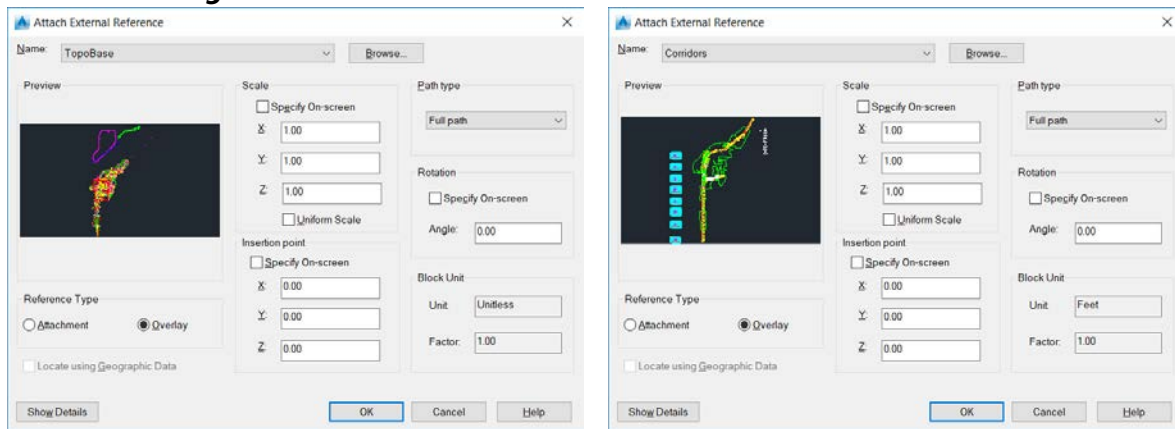 Attach External Reference
Name: TopoBase Browse...
Preview
Scale
Specify On-screen
X: 1.00
Y: 1.00
Z: 1.00
Uniform Scale
Path type
Full path
Rotation
Specify On-screen
Angle: 0.00
Insertion point
Specify On-screen
X: 0.00
Y: 0.00
Z: 0.00
Block Unit
Unit: Unitless
Factor: 1.00
Reference Type
Attachment Overlay
Locate using Geographic Data
Show Details OK Cancel Help
Attach External Reference
Name: Corridors Browse...
Preview
Scale
Specify On-screen
X: 1.00
Y: 1.00
Z: 1.00
Uniform Scale
Path type
Full path
Rotation
Specify On-screen
Angle: 0.00
Insertion point
Specify On-screen
X: 0.00
Y: 0.00
Z: 0.00
Block Unit
Unit: Feet
Factor: 1.00
Reference Type
Attachment Overlay
Locate using Geographic Data
Show Details OK Cancel Help